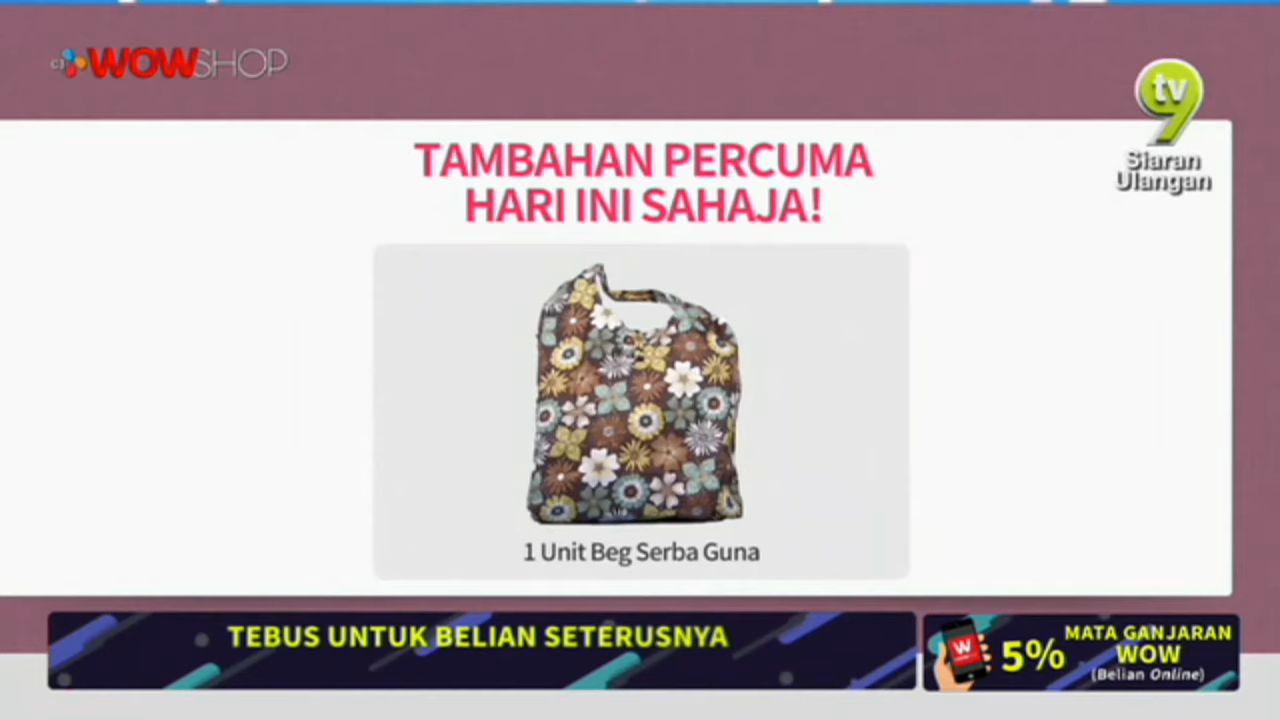 CJ WOWSHOP
tv9
Siaran
Ulangan
TAMBAHAN PERCUMA
HARI INI SAHAJA!
1 Unit Beg Serba Guna
TEBUS UNTUK BELIAN SETERUSNYA
W
5%
MATA GANJARAN
WOW
(Belian Online)